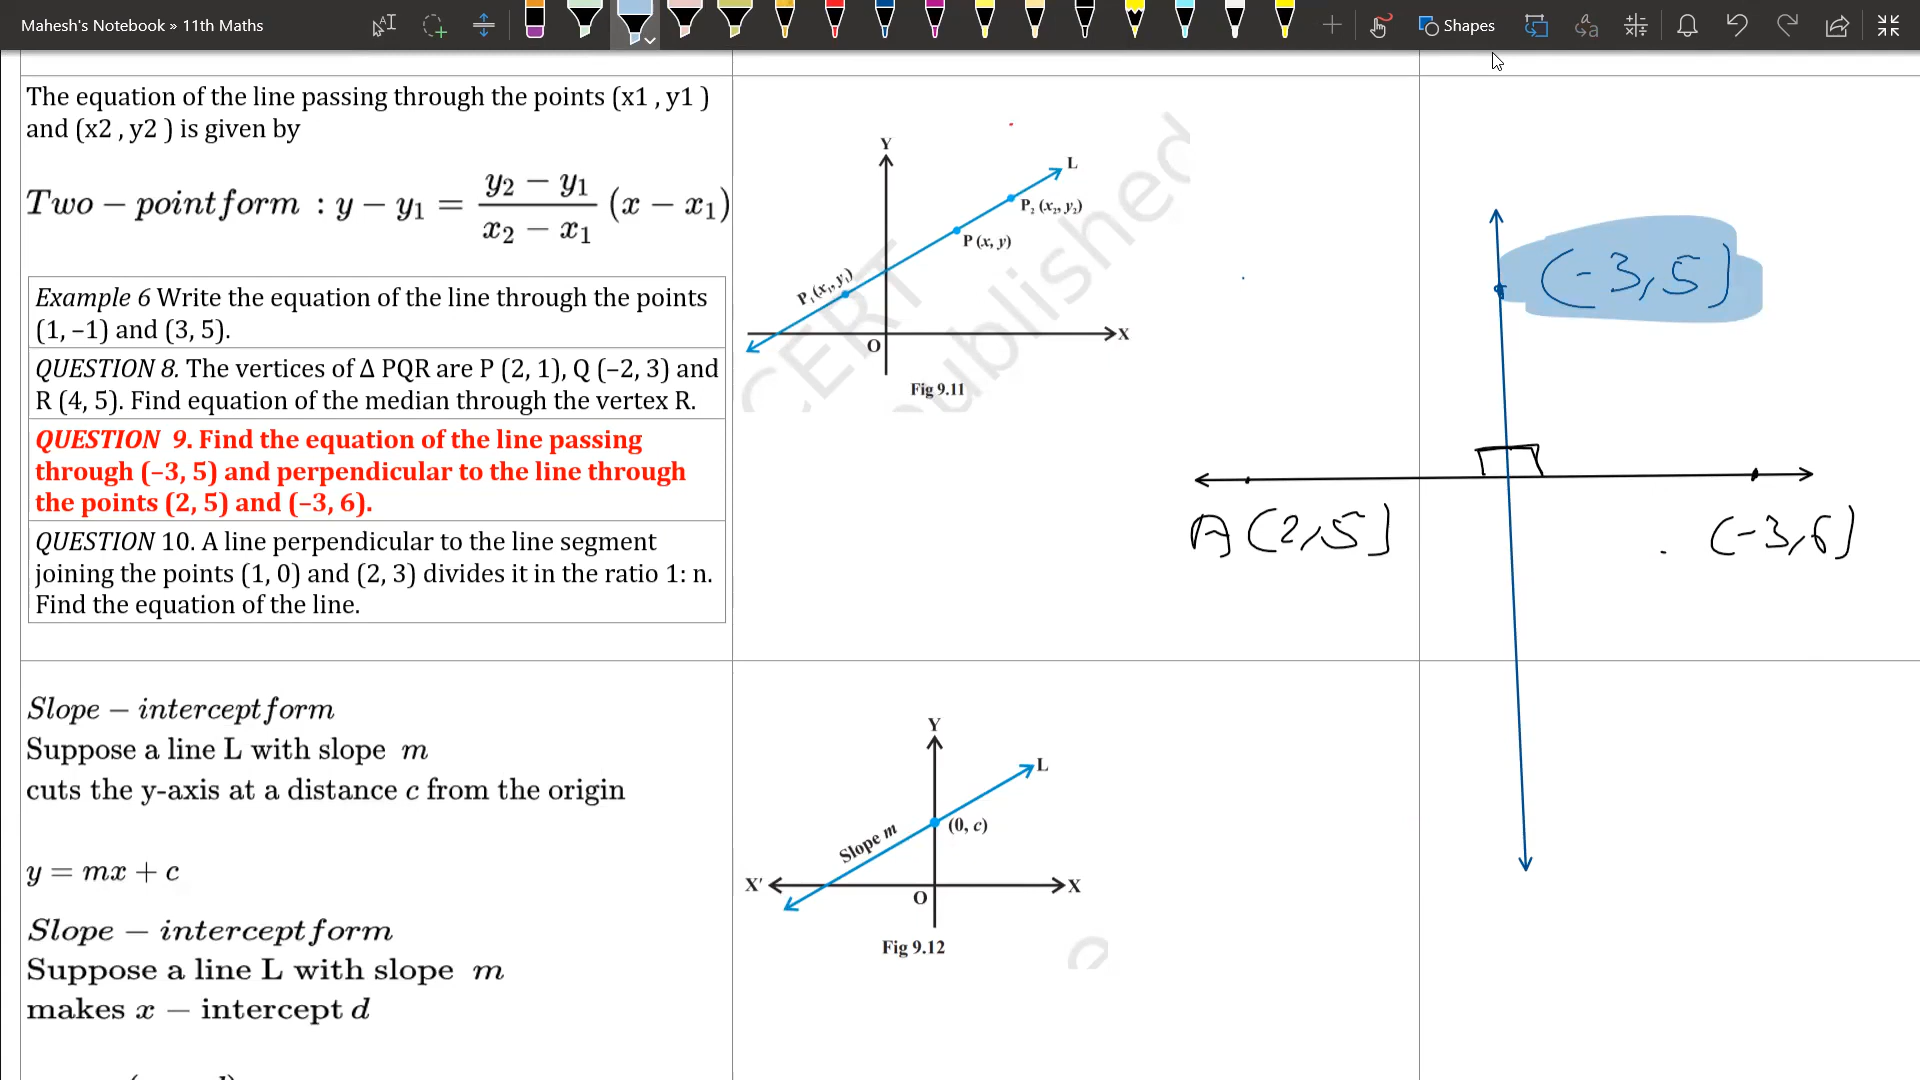 Mahesh's Notebook » 11th Maths
Shapes
The equation of the line passing through the points (x1 , y1 )
and (x2 , y2 ) is given by
Two − pointform : y − y₁ = (y₂ − y₁)/(x₂ − x₁) (x − x₁)
Example 6 Write the equation of the line through the points
(1, –1) and (3, 5).
QUESTION 8. The vertices of Δ PQR are P (2, 1), Q (–2, 3) and
R (4, 5). Find equation of the median through the vertex R.
QUESTION 9. Find the equation of the line passing
through (–3, 5) and perpendicular to the line through
the points (2, 5) and (–3, 6).
QUESTION 10. A line perpendicular to the line segment
joining the points (1, 0) and (2, 3) divides it in the ratio 1: n.
Find the equation of the line.
Y
L
P₂ (x₂, y₂)
P (x, y)
P₁(x₁, y₁)
X
O
Fig 9.11
CERT
published
(-3,5)
A(2,5)
(-3,6)
Slope − interceptform
Suppose a line L with slope m
cuts the y-axis at a distance c from the origin
y = mx + c
Slope − interceptform
Suppose a line L with slope m
makes x − intercept d
Y
L
(0, c)
Slope m
X′
O
X
Fig 9.12